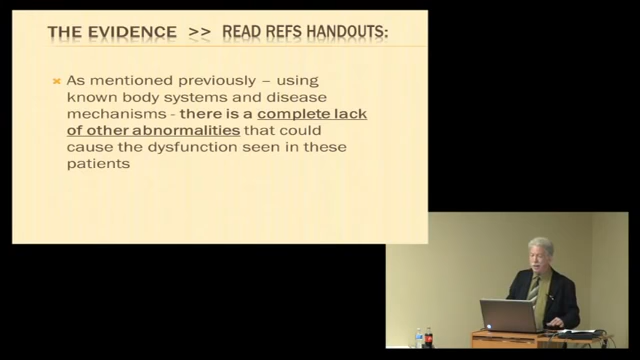 THE EVIDENCE >> READ REFS HANDOUTS:
As mentioned previously – using
known body systems and disease
mechanisms - there is a complete lack
of other abnormalities that could
cause the dysfunction seen in these
patients